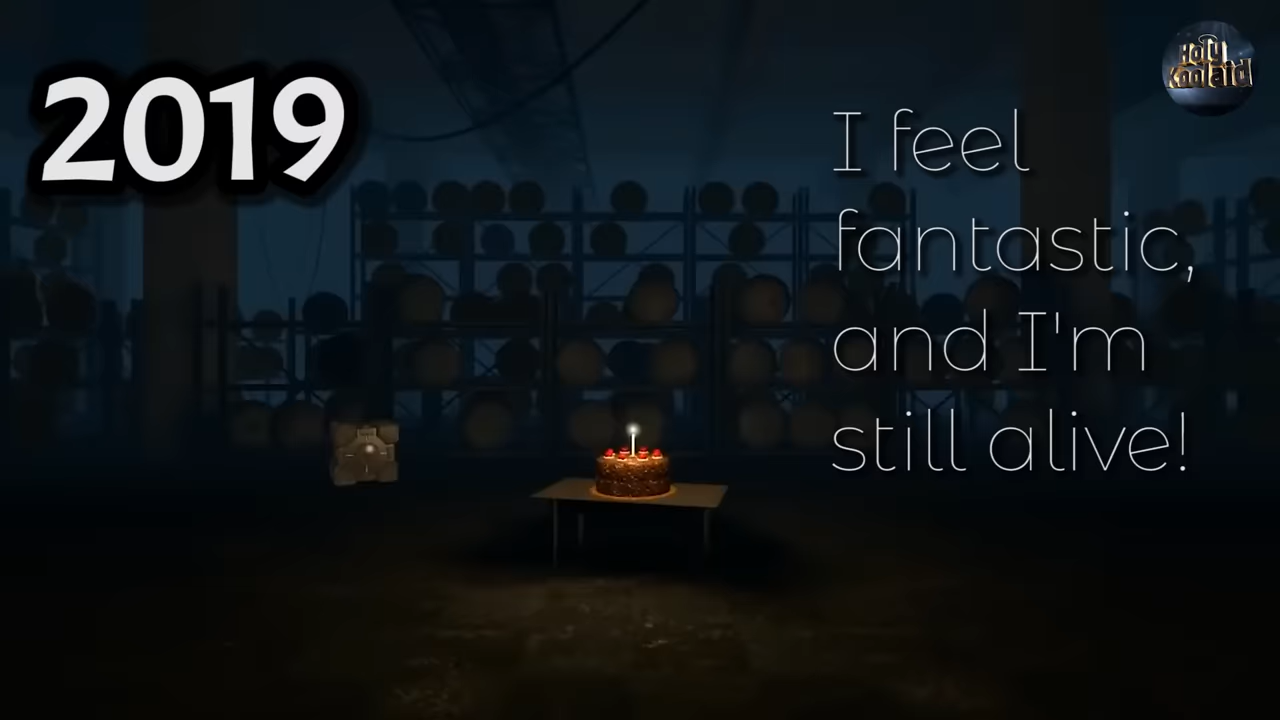 2019
Holy
Koolaid
I feel
fantastic,
and I'm
still alive!